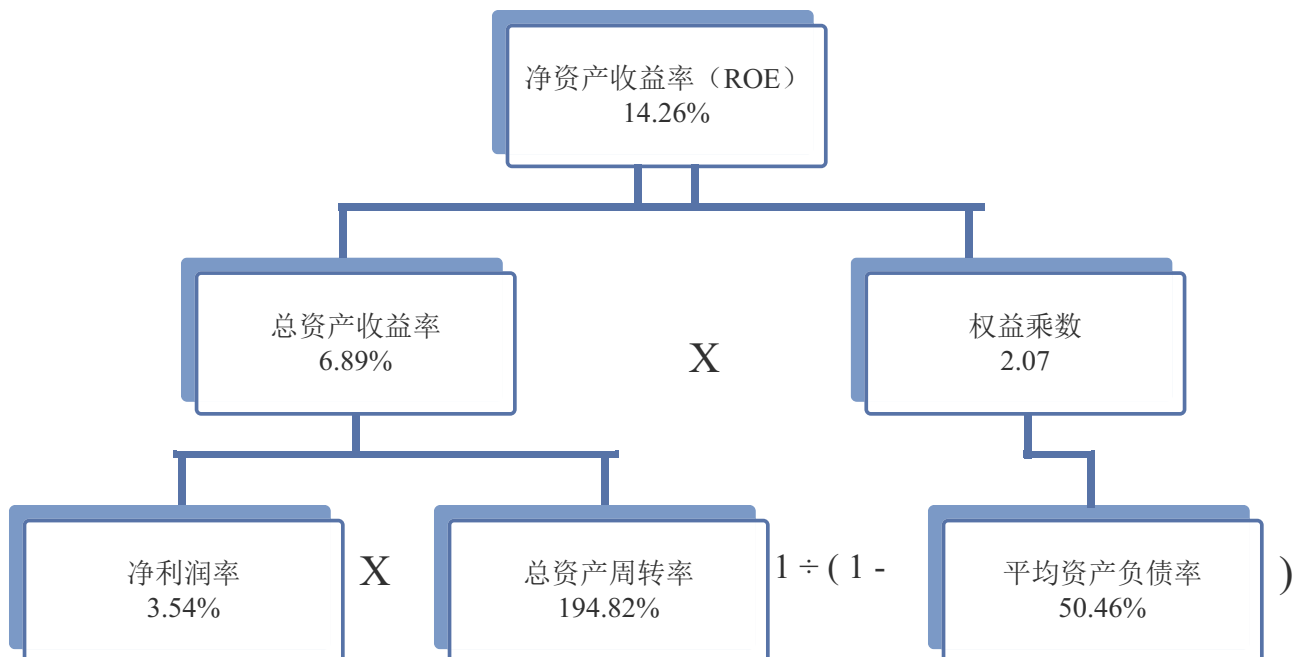 净资产收益率（ROE）
14.26%
总资产收益率
6.89%
X
权益乘数
2.07
净利润率
3.54%
X
总资产周转率
194.82%
1 ÷ ( 1 -
平均资产负债率
50.46%
)